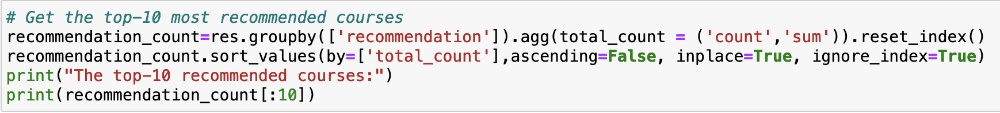 # Get the top-10 most recommended courses
recommendation_count=res.groupby(['recommendation']).agg(total_count = ('count','sum')).reset_index()
recommendation_count.sort_values(by=['total_count'],ascending=False, inplace=True, ignore_index=True)
print("The top-10 recommended courses:")
print(recommendation_count[:10])